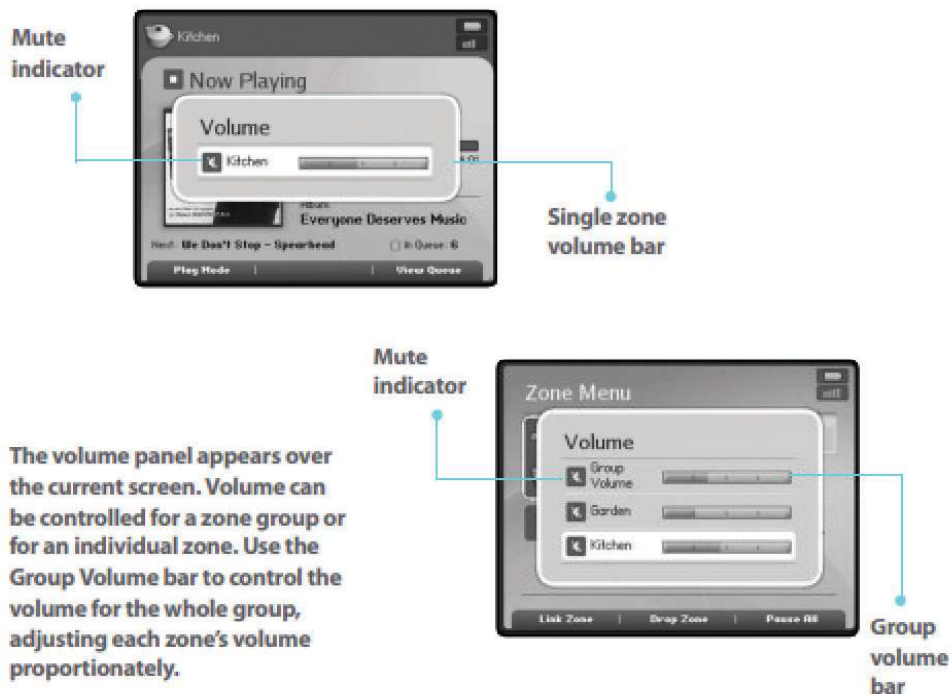 Mute
indicator
Kitchen
Now Playing
Volume
Kitchen
Album:
Everyone Deserves Music
Next: We Don't Stop – Spearhead
In Queue: 6
Play Mode | | View Queue
Single zone
volume bar
Mute
indicator
Zone Menu
Volume
Group
Volume
Garden
Kitchen
Link Zone | Drop Zone | Pause All
Group
volume
bar
The volume panel appears over
the current screen. Volume can
be controlled for a zone group or
for an individual zone. Use the
Group Volume bar to control the
volume for the whole group,
adjusting each zone's volume
proportionately.